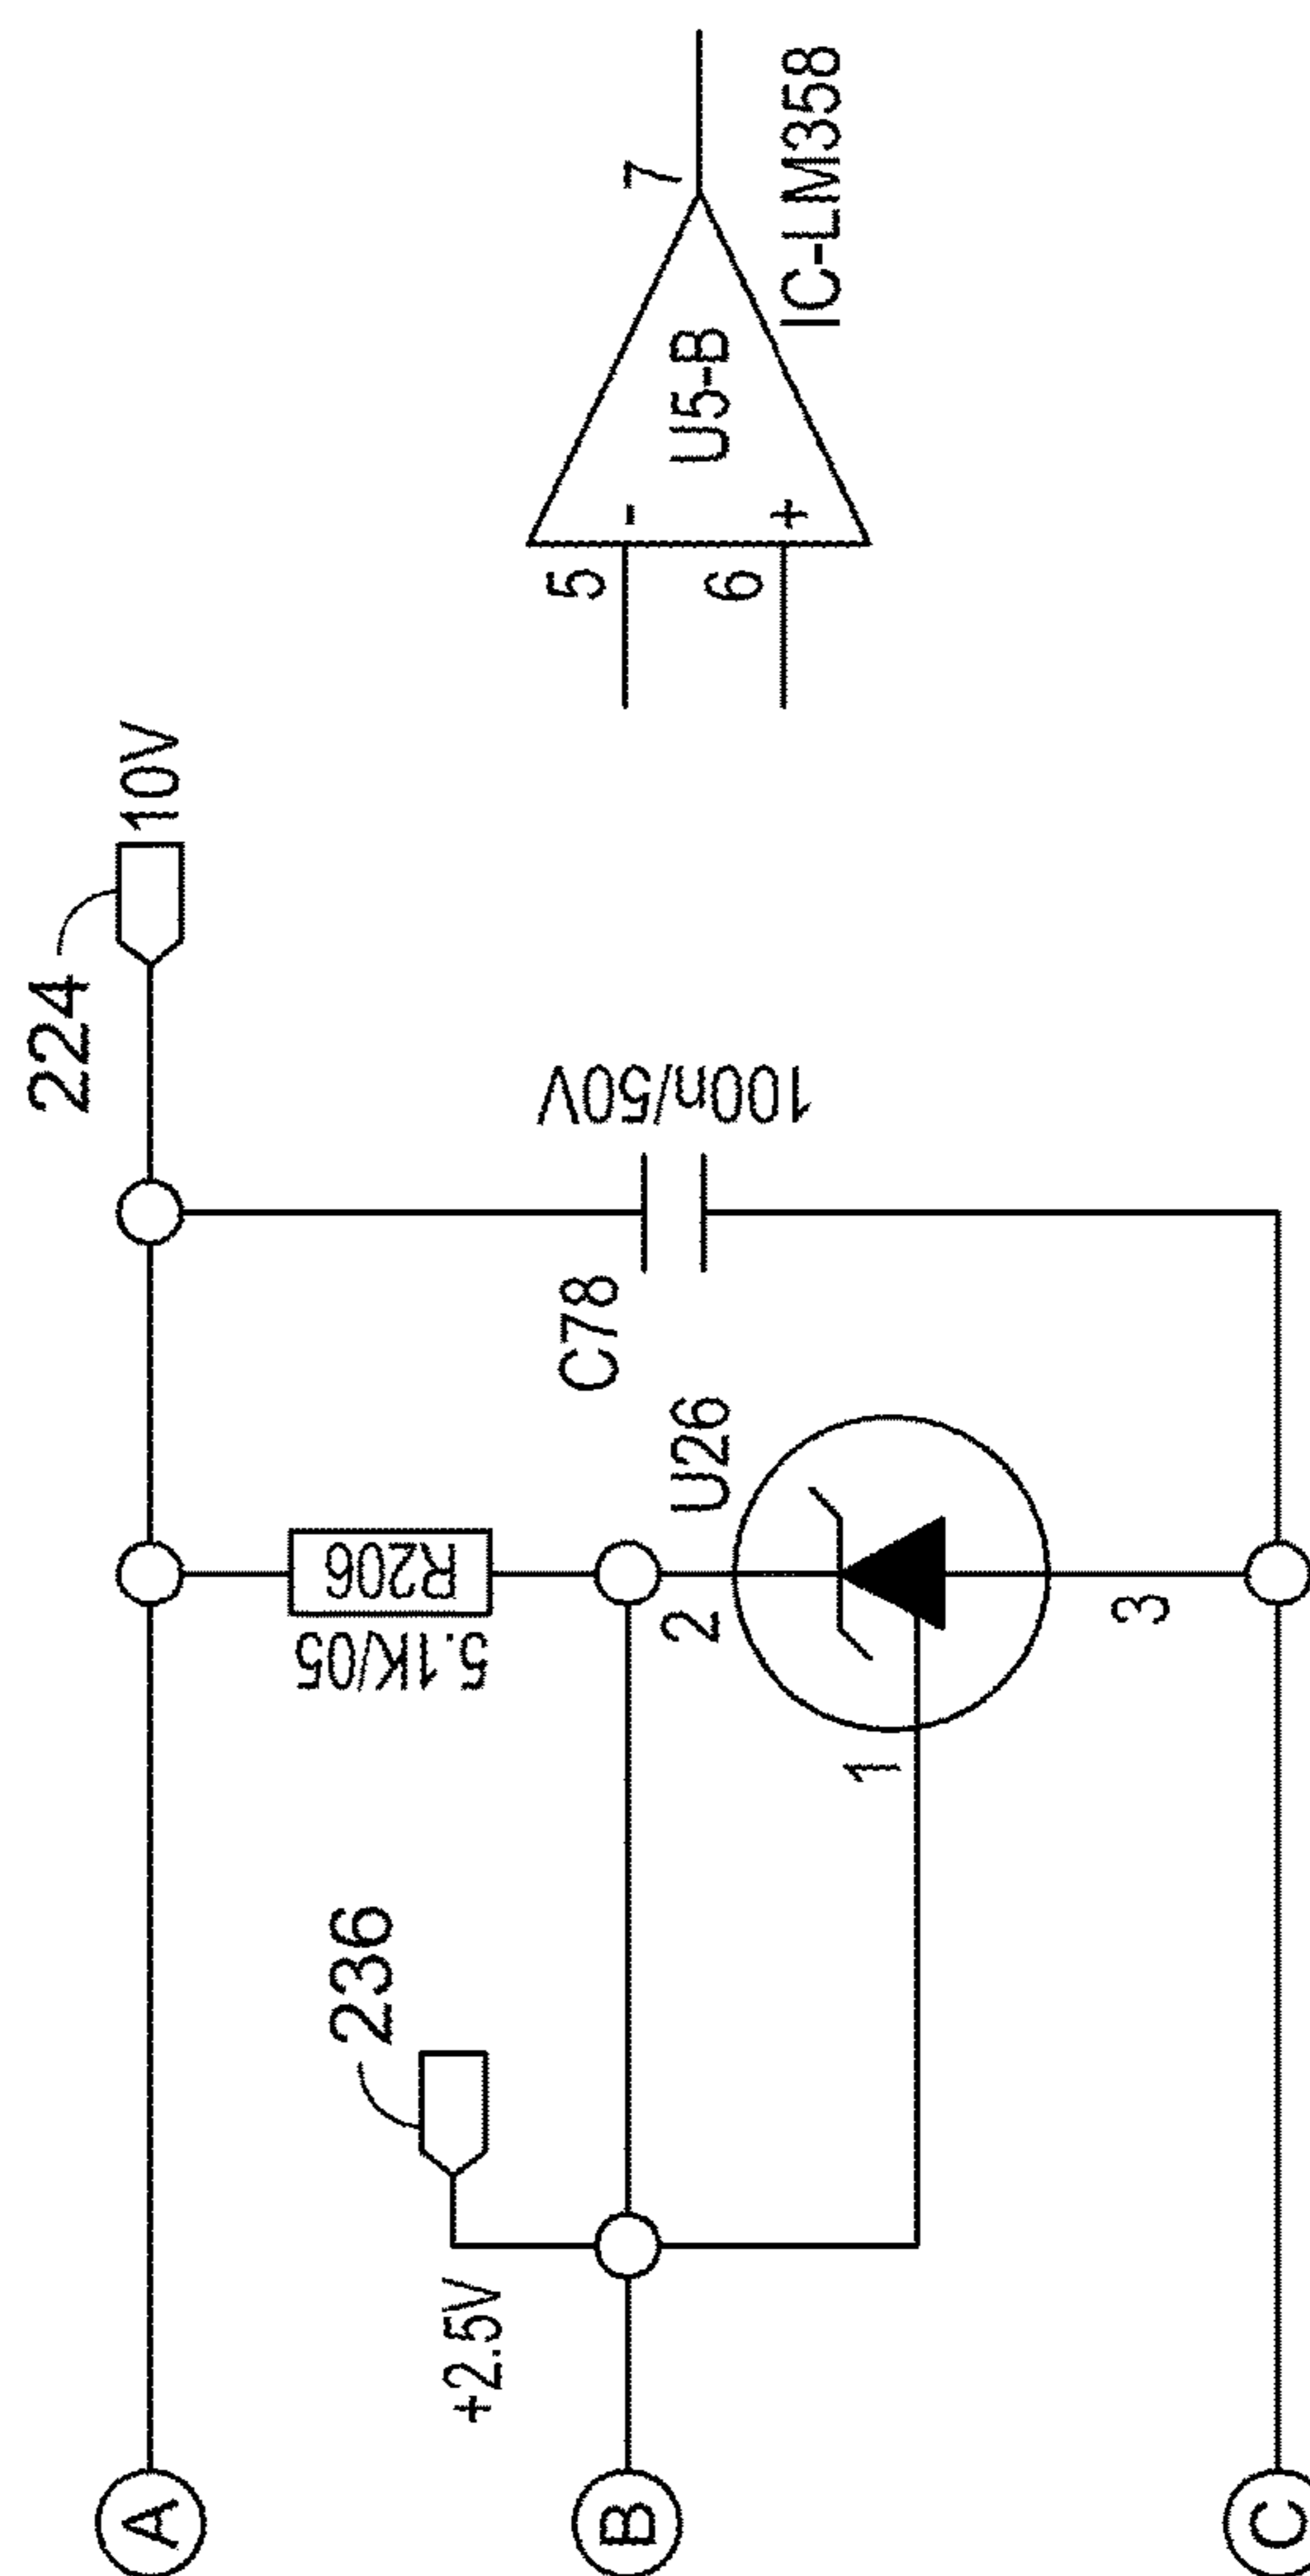 224
10V
A
236
5.1K/05
R206
+2.5V
C78
100n/50V
B
2
U26
1
3
5
-
7
U5-B
6
+
IC-LM358
C